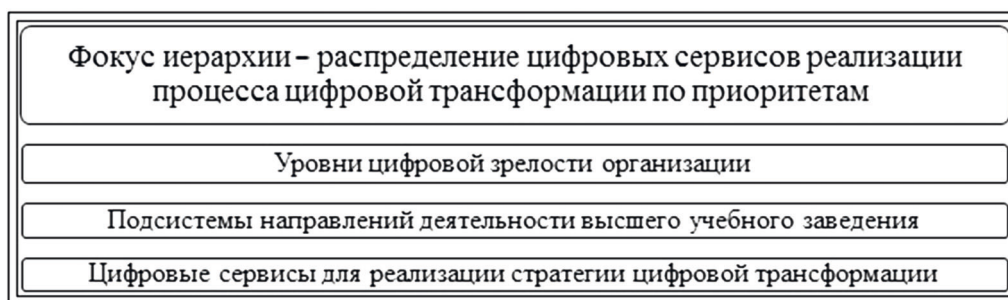 Фокус иерархии – распределение цифровых сервисов реализации
процесса цифровой трансформации по приоритетам
Уровни цифровой зрелости организации
Подсистемы направлений деятельности высшего учебного заведения
Цифровые сервисы для реализации стратегии цифровой трансформации